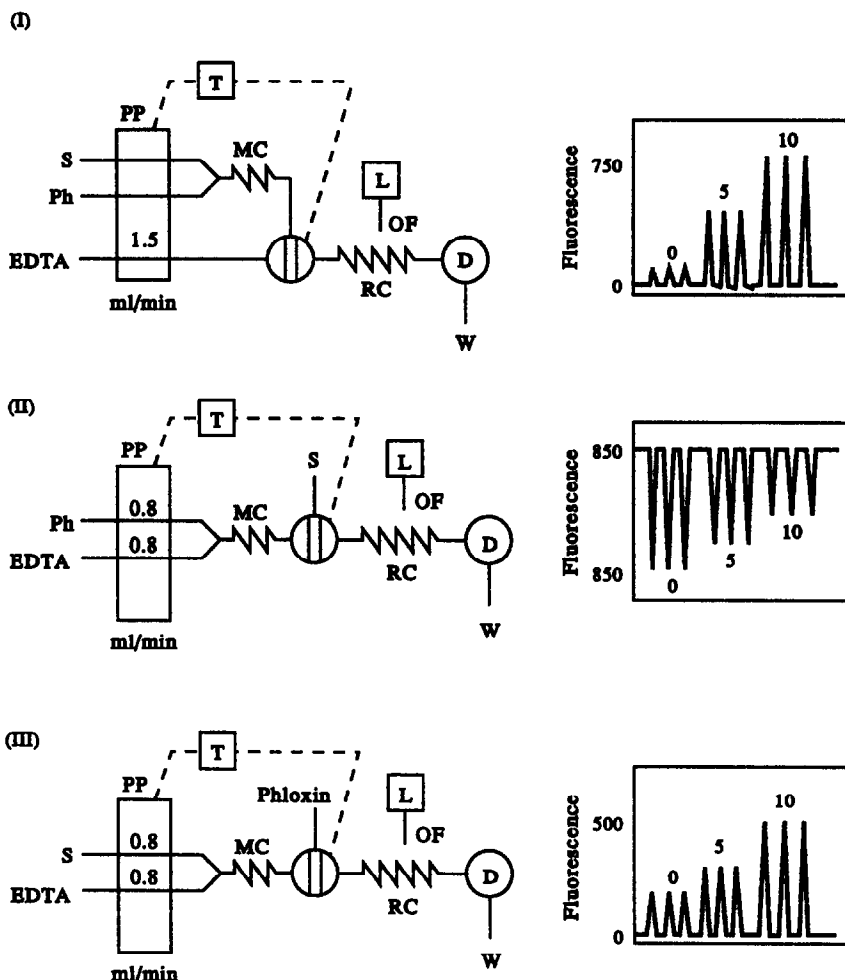 (I)
T
PP
S
MC
Ph
L
OF
1.5
EDTA
D
RC
ml/min
W
Fluorescence
750
0
0
5
10
(II)
T
PP
S
L
Ph
0.8
MC
OF
EDTA
0.8
D
RC
ml/min
W
Fluorescence
850
850
0
5
10
(III)
T
PP
Phloxin
L
S
0.8
MC
OF
EDTA
0.8
D
RC
ml/min
W
Fluorescence
500
0
0
5
10